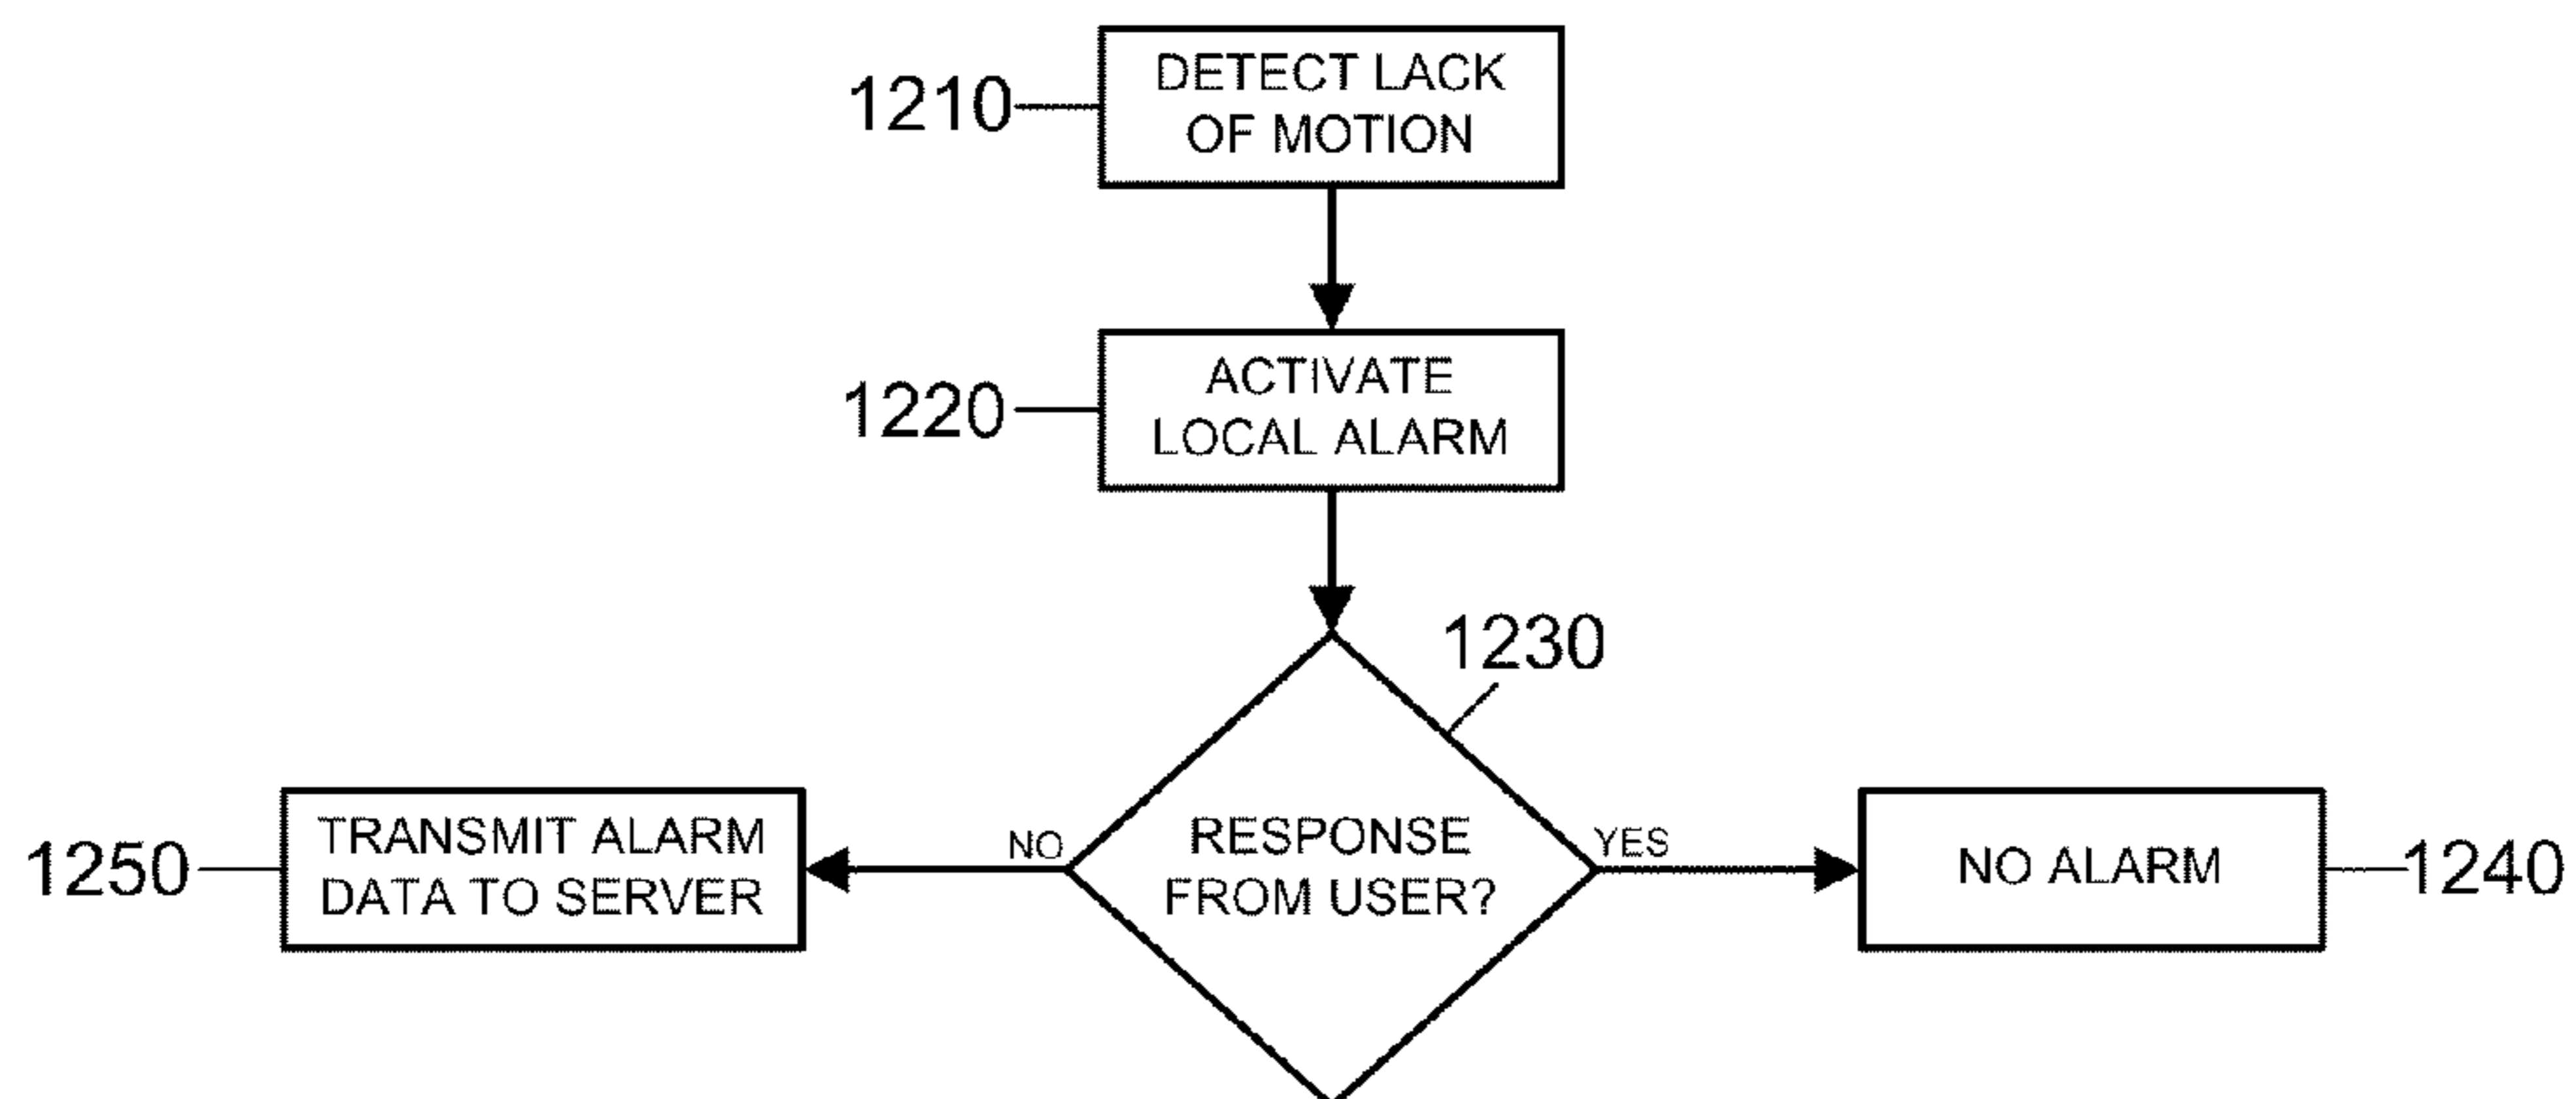 1210
DETECT LACK
OF MOTION
1220
ACTIVATE
LOCAL ALARM
1230
1250
TRANSMIT ALARM
DATA TO SERVER
NO
RESPONSE
FROM USER?
YES
NO ALARM
1240